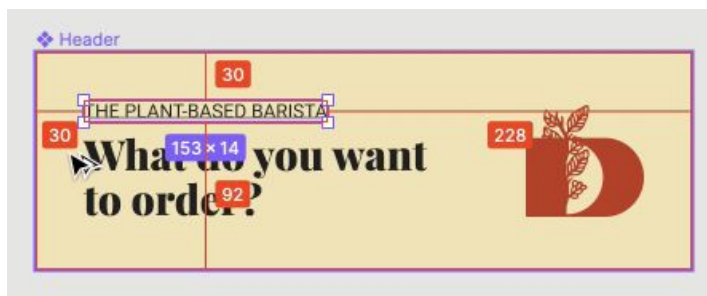 Header
30
THE PLANT-BASED BARISTA
30
228
153 × 14
What do you want
92
to order?